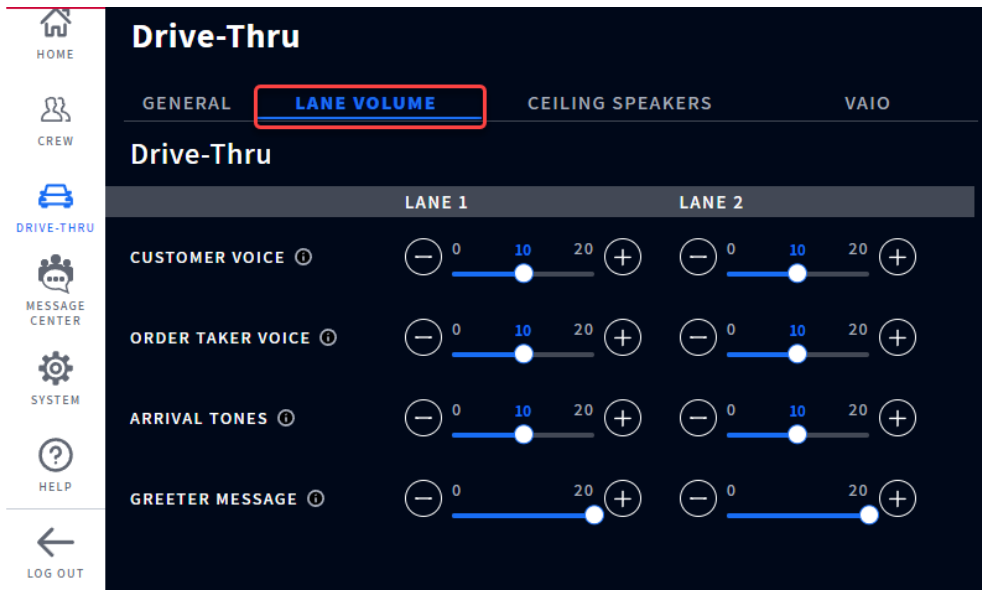 HOME
CREW
DRIVE-THRU
MESSAGE
CENTER
SYSTEM
HELP
LOG OUT
Drive-Thru
GENERAL LANE VOLUME CEILING SPEAKERS VAIO
Drive-Thru
LANE 1 LANE 2
CUSTOMER VOICE 0 10 20 0 10 20
ORDER TAKER VOICE 0 10 20 0 10 20
ARRIVAL TONES 0 10 20 0 10 20
GREETER MESSAGE 0 20 0 20